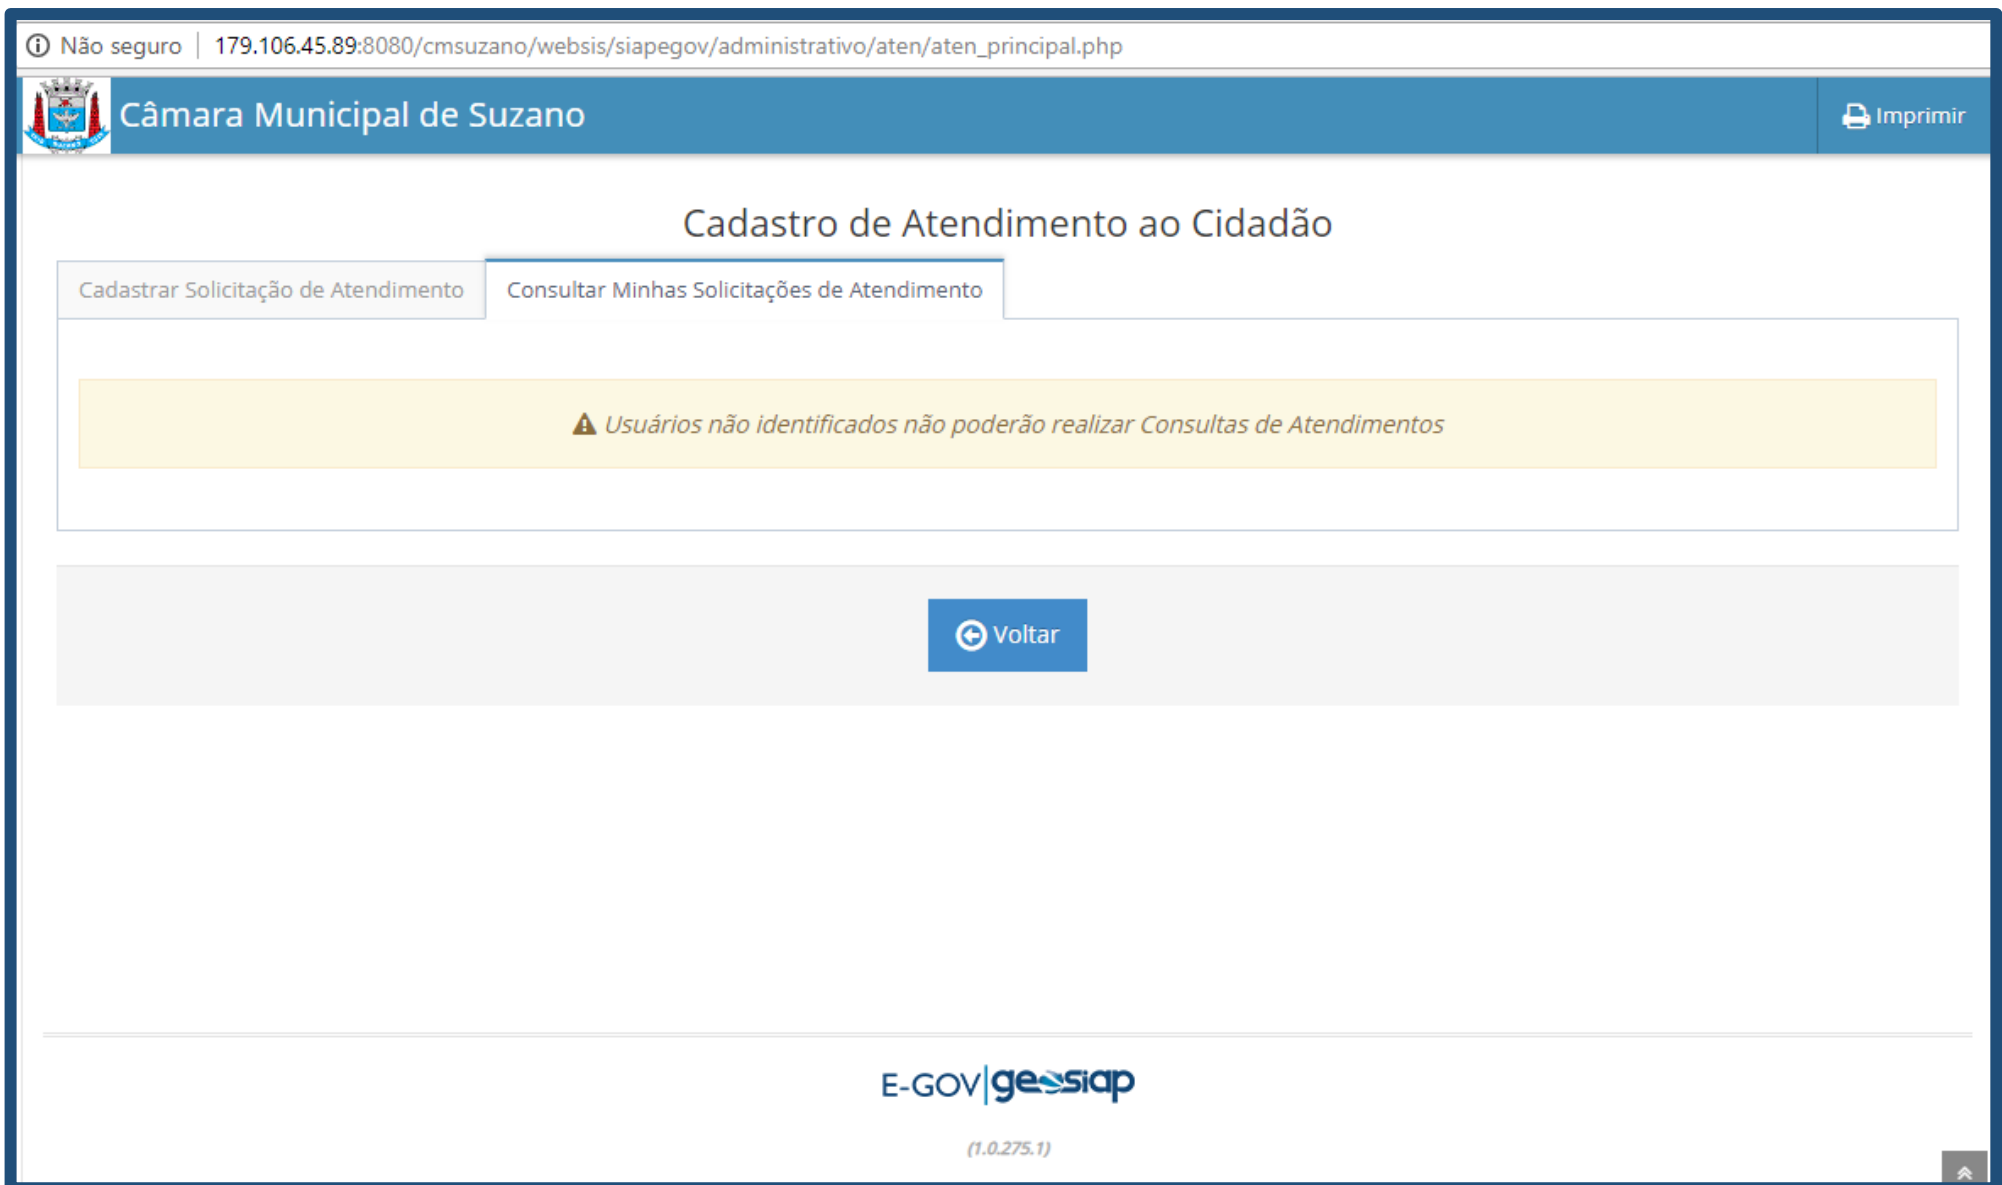 Não seguro | 179.106.45.89:8080/cmsuzano/websis/siapegov/administrativo/aten/aten_principal.php
Câmara Municipal de Suzano
Imprimir
Cadastro de Atendimento ao Cidadão
Cadastrar Solicitação de Atendimento
Consultar Minhas Solicitações de Atendimento
Usuários não identificados não poderão realizar Consultas de Atendimentos
Voltar
E-GOV|geosiap
(1.0.275.1)